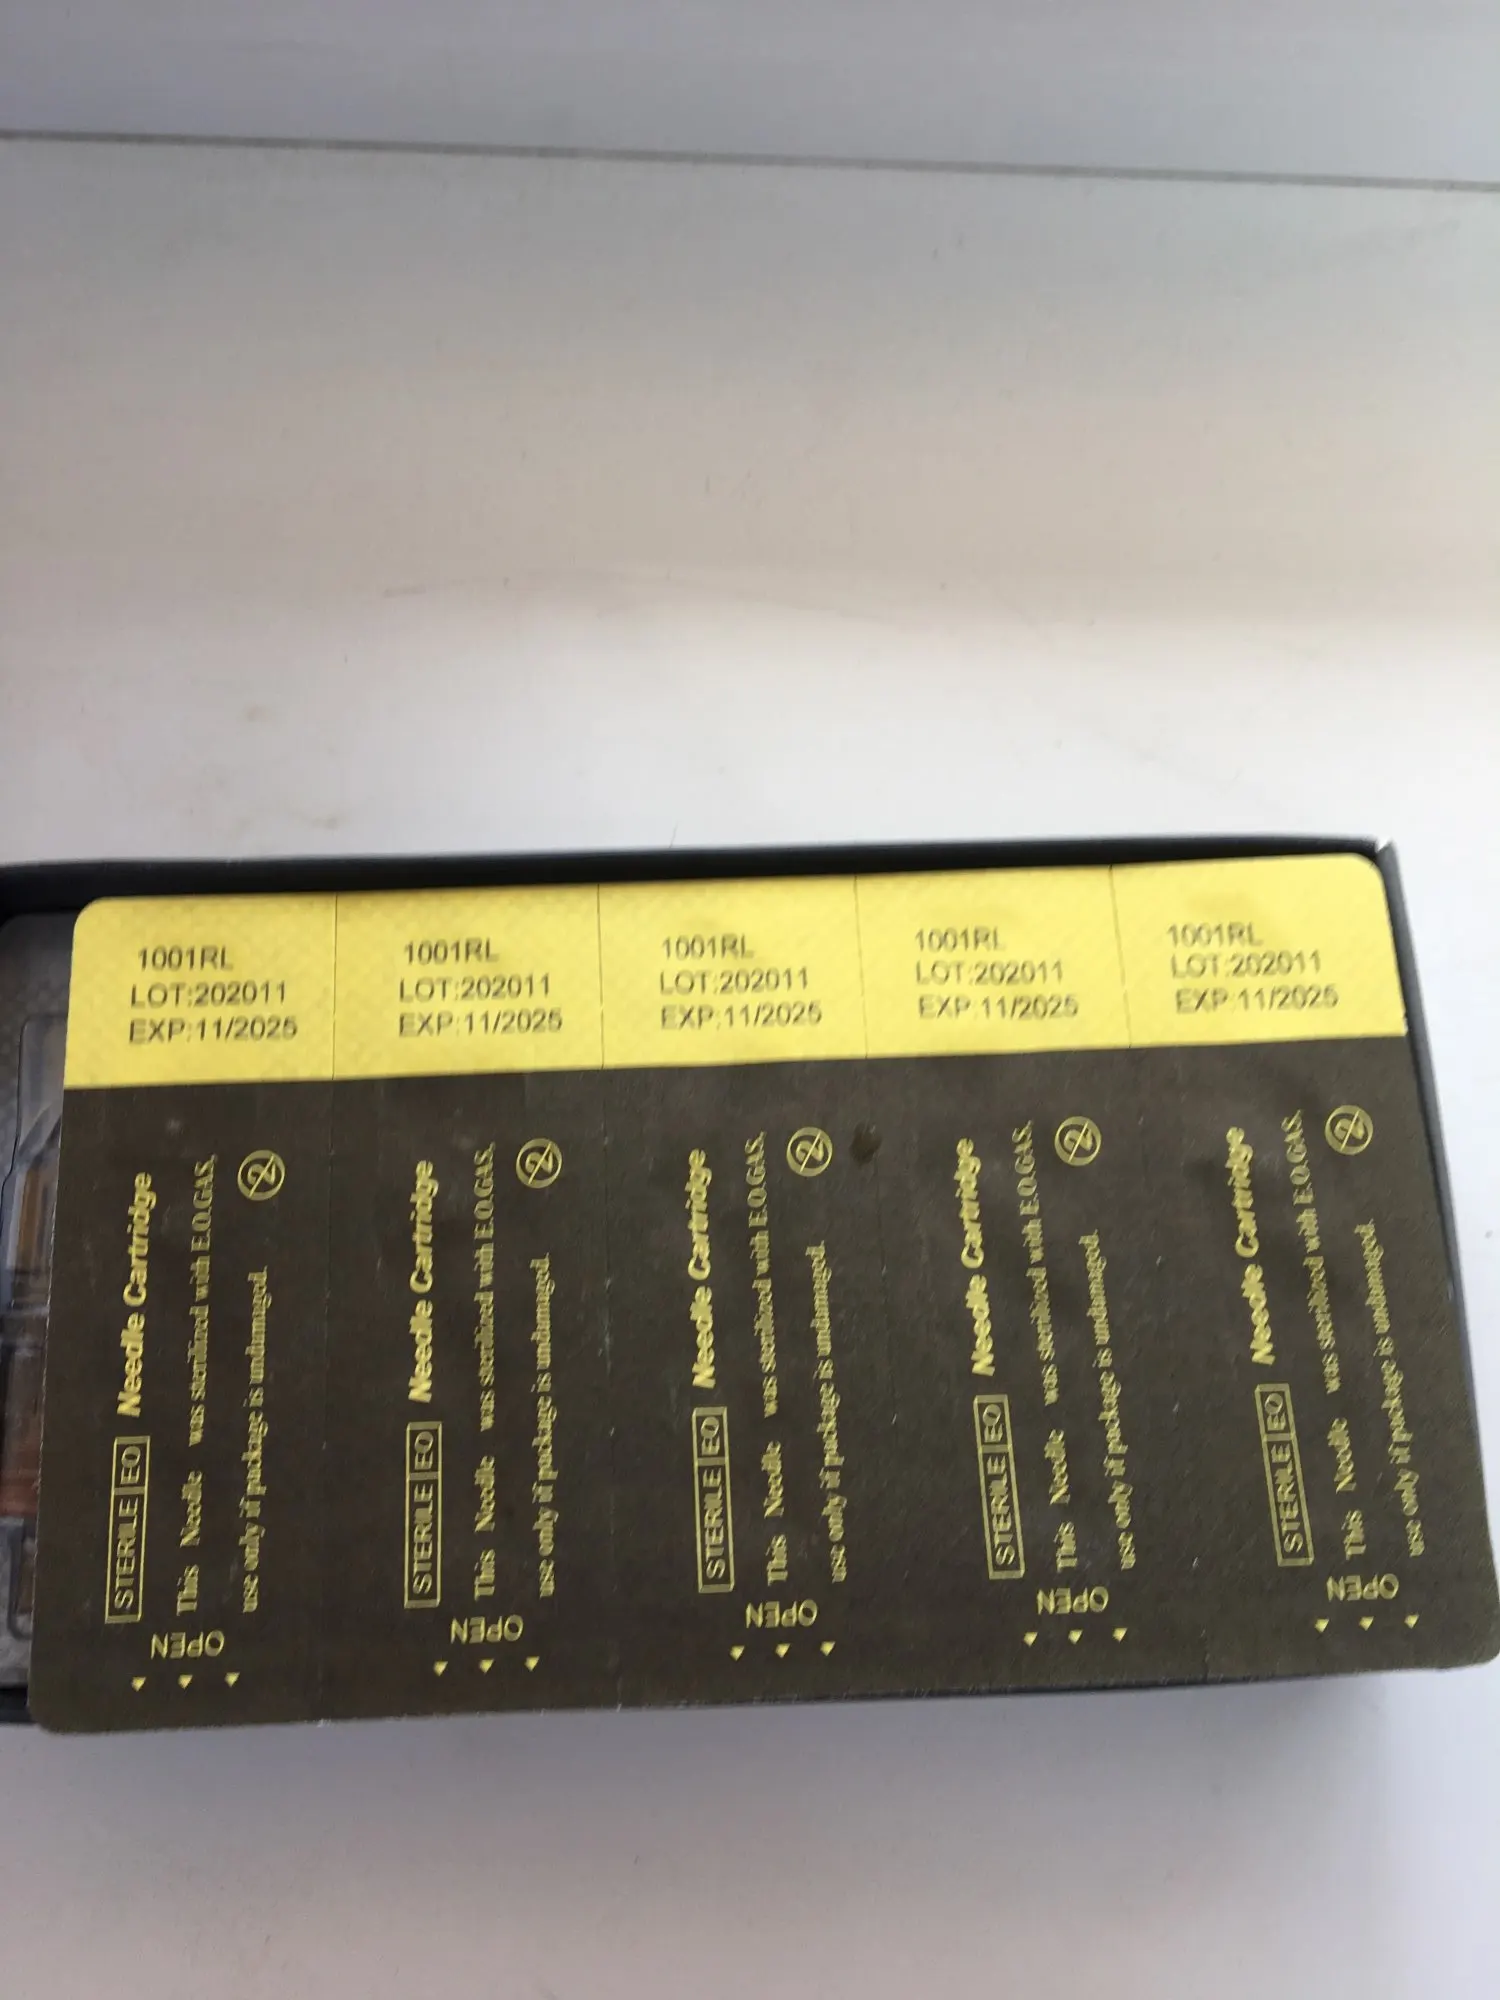 1001RL
LOT:202011
EXP:11/2025
1001RL
LOT:202011
EXP:11/2025
1001RL
LOT:202011
EXP:11/2025
1001RL
LOT:202011
EXP:11/2025
1001RL
LOT:202011
EXP:11/2025
STERILE EO Needle Cartridge
This Needle was sterilized with E.O.GAS,
use only if package is undamaged.
2
OPEN
STERILE EO Needle Cartridge
This Needle was sterilized with E.O.GAS,
use only if package is undamaged.
2
OPEN
STERILE EO Needle Cartridge
This Needle was sterilized with E.O.GAS,
use only if package is undamaged.
2
OPEN
STERILE EO Needle Cartridge
This Needle was sterilized with E.O.GAS,
use only if package is undamaged.
2
OPEN
STERILE EO Needle Cartridge
This Needle was sterilized with E.O.GAS,
use only if package is undamaged.
2
OPEN